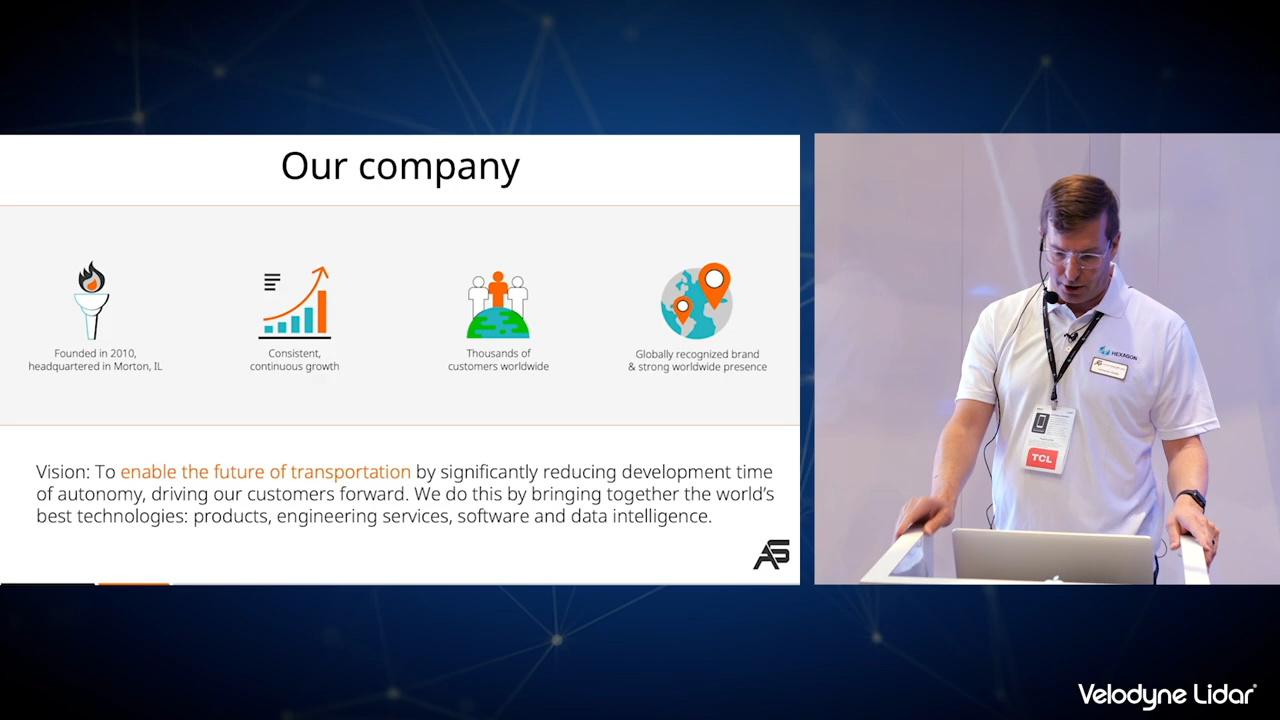 Our company
Founded in 2010,
headquartered in Morton, IL
Consistent,
continuous growth
Thousands of
customers worldwide
Globally recognized brand
& strong worldwide presence
Vision: To enable the future of transportation by significantly reducing development time
of autonomy, driving our customers forward. We do this by bringing together the world’s
best technologies: products, engineering services, software and data intelligence.
AS
HEXAGON
TCL
Velodyne Lidar®